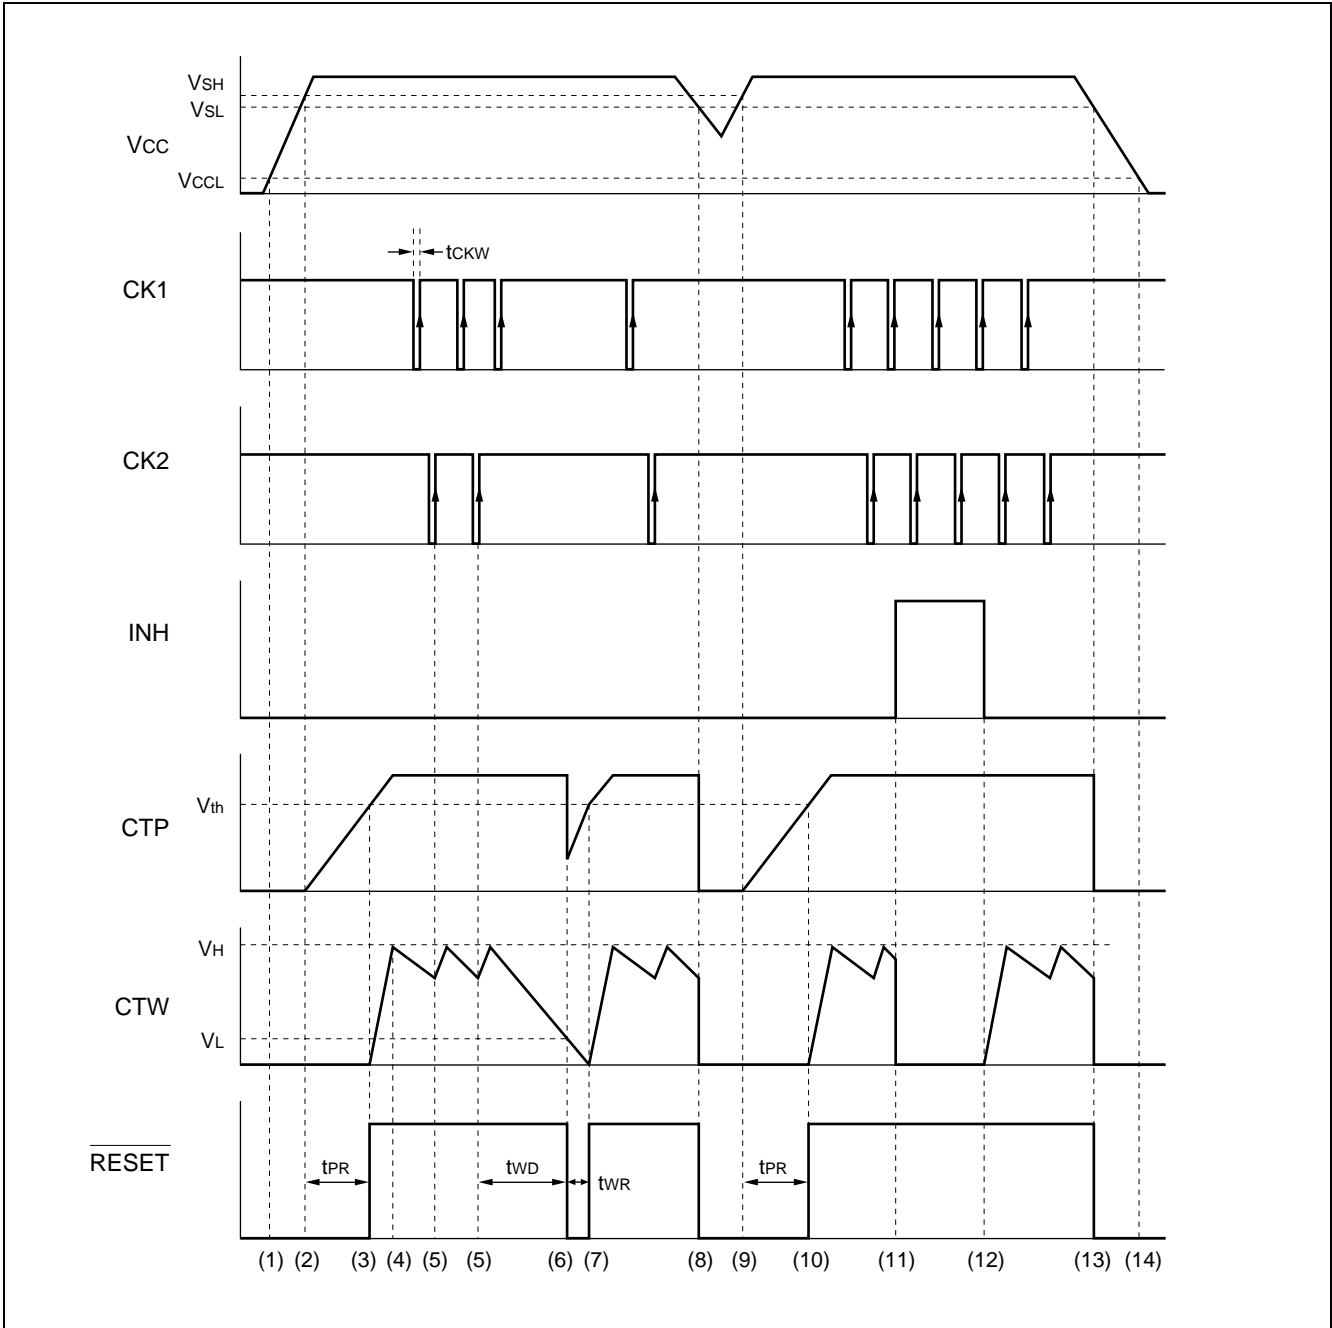 VSH
VSL
VCC
VCCL
tCKW
CK1
CK2
INH
Vth
CTP
VH
CTW
VL
RESET
tPR tWD tWR tPR
(1) (2) (3) (4) (5) (5) (6) (7) (8) (9) (10) (11) (12) (13) (14)